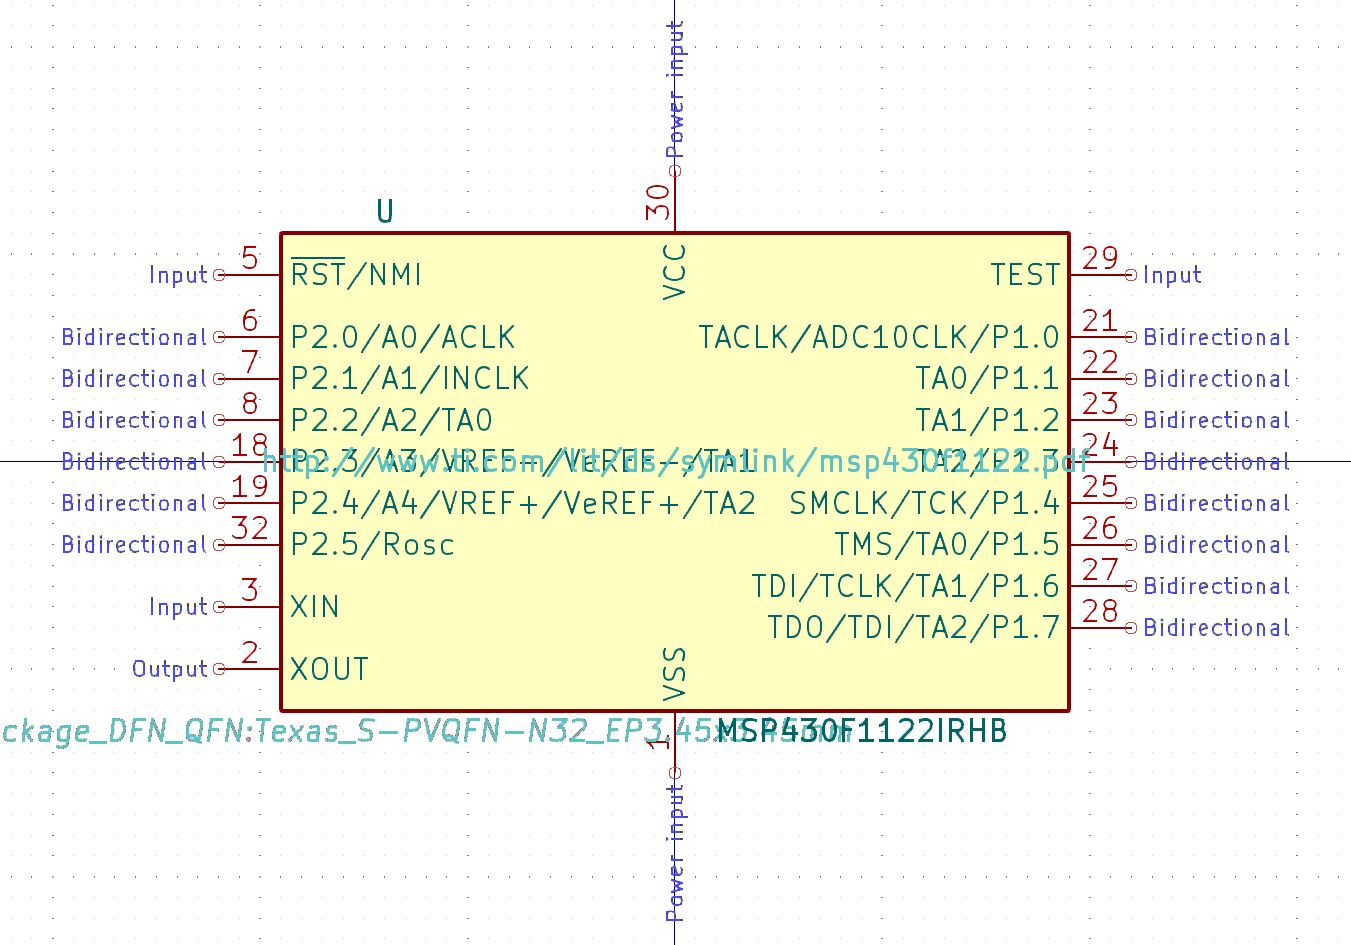 Power input
30
U
VCC
Input 5 RST/NMI
TEST 29 Input
Bidirectional 6 P2.0/A0/ACLK
TACLK/ADC10CLK/P1.0 21 Bidirectional
Bidirectional 7 P2.1/A1/INCLK
TA0/P1.1 22 Bidirectional
Bidirectional 8 P2.2/A2/TA0
TA1/P1.2 23 Bidirectional
Bidirectional 18 P2.3/A3/VREF-/VeREF-/TA1
http://www.ti.com/lit/ds/symlink/msp430f1122.pdf
TA2/P1.3 24 Bidirectional
Bidirectional 19 P2.4/A4/VREF+/VeREF+/TA2
SMCLK/TCK/P1.4 25 Bidirectional
Bidirectional 32 P2.5/Rosc
TMS/TA0/P1.5 26 Bidirectional
TDI/TCLK/TA1/P1.6 27 Bidirectional
Input 3 XIN
TDO/TDI/TA2/P1.7 28 Bidirectional
Output 2 XOUT
VSS
ckage_DFN_QFN:Texas_S-PVQFN-N32_EP3.45x3.45mm
MSP430F1122IRHB
1
Power input